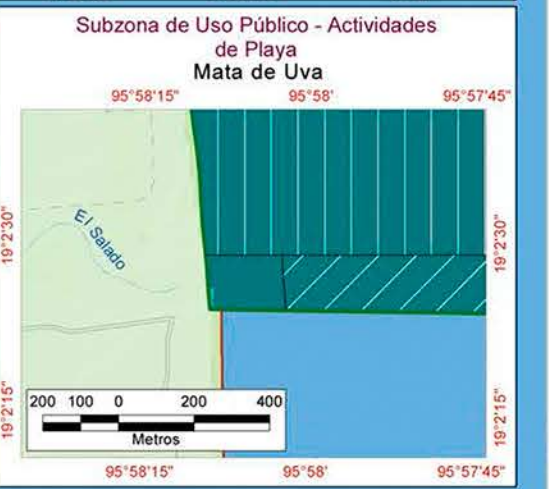 Subzona de Uso Público - Actividades
de Playa
Mata de Uva
95°58'15" 95°58' 95°57'45"
19°2'30" 19°2'30"
El Salado
19°2'15" 19°2'15"
200 100 0 200 400
Metros
95°58'15" 95°58' 95°57'45"